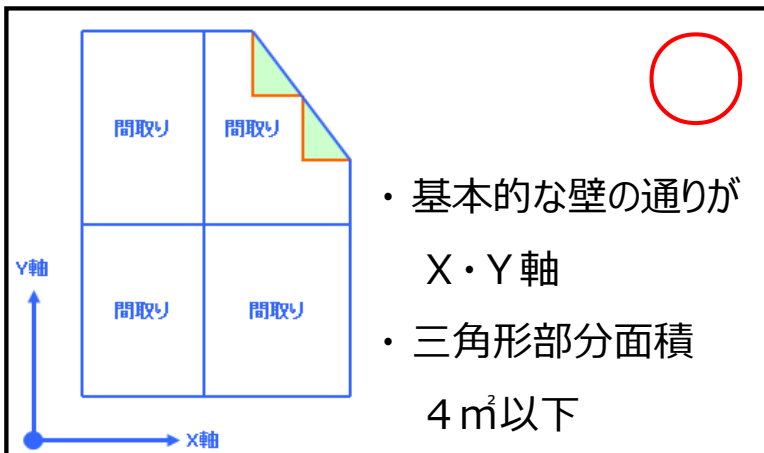 間取り
間取り
間取り
間取り
Y軸
X軸
・基本的な壁の通りが
X・Y軸
・三角形部分面積
4㎡以下